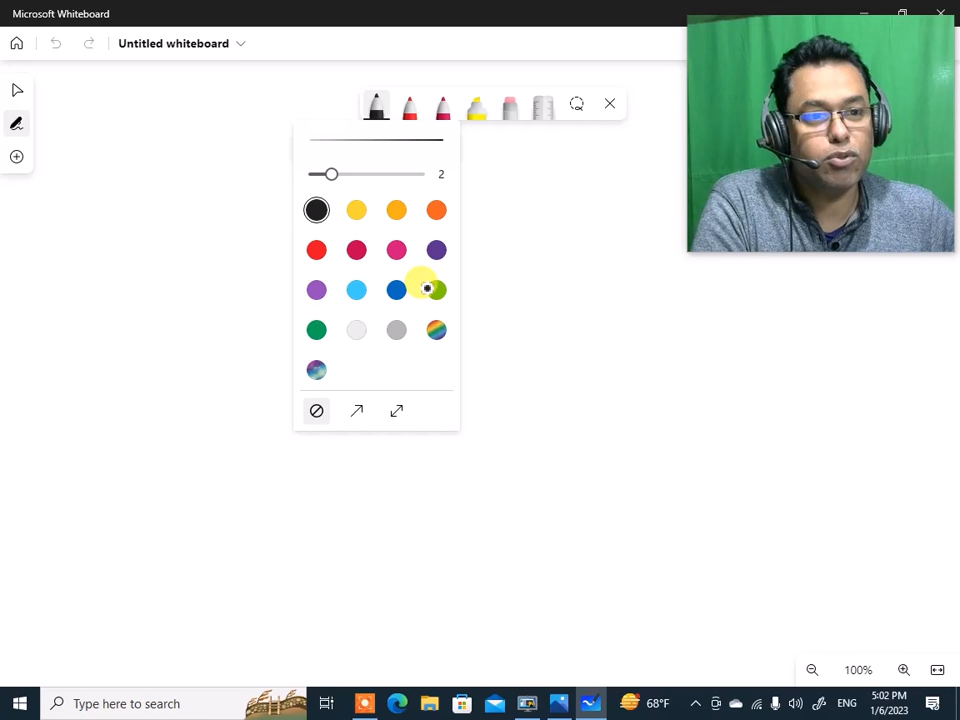 Microsoft Whiteboard
Untitled whiteboard
2
100%
Type here to search
68°F
ENG
5:02 PM
1/6/2023